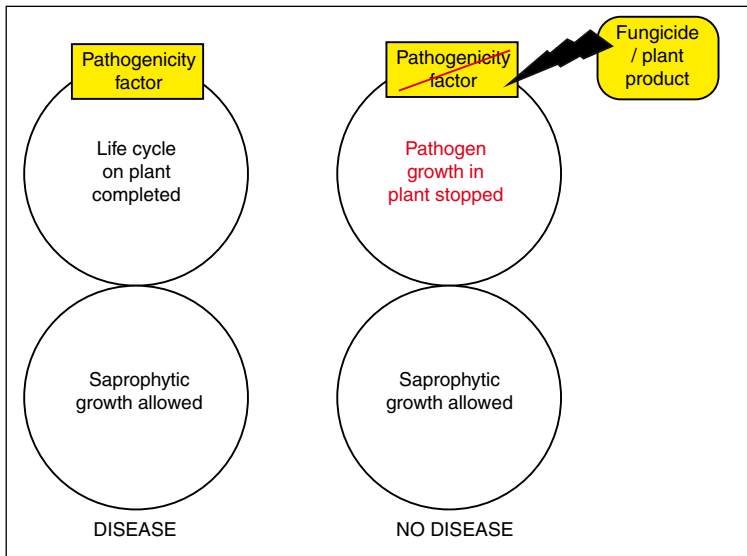 Pathogenicity
factor
Life cycle
on plant
completed
Saprophytic
growth allowed
DISEASE
Pathogenicity
factor
Fungicide
/ plant
product
Pathogen
growth in
plant stopped
Saprophytic
growth allowed
NO DISEASE